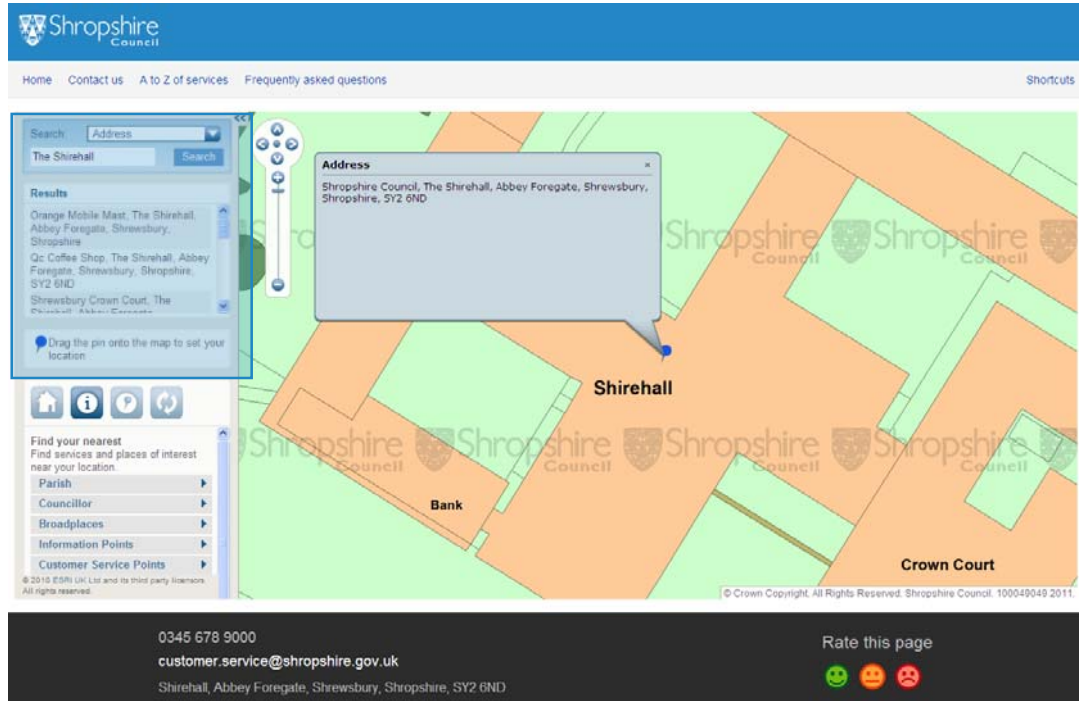 Shropshire
Council
Home Contact us A to Z of services Frequently asked questions Shortcuts
Search: Address
The Shirehall Search
Results
Orange Mobile Mast, The Shirehall,
Abbey Foregate, Shrewsbury,
Shropshire
Qc Coffee Shop, The Shirehall, Abbey
Foregate, Shrewsbury, Shropshire,
SY2 6ND
Shrewsbury Crown Court, The
Shirehall, Abbey Foregate
Drag the pin onto the map to set your
location
Find your nearest
Find services and places of interest
near your location.
Parish
Councillor
Broadplaces
Information Points
Customer Service Points
© 2010 ESRI UK Ltd and its third party licensors.
All rights reserved.
Address
Shropshire Council, The Shirehall, Abbey Foregate, Shrewsbury,
Shropshire, SY2 6ND
Shropshire Shropshire
Council Council
Shirehall
Shropshire Shropshire Shropshire Shropshire
Council Council Council Council
Bank
Crown Court
© Crown Copyright. All Rights Reserved. Shropshire Council. 100049049 2011.
0345 678 9000
customer.service@shropshire.gov.uk
Shirehall, Abbey Foregate, Shrewsbury, Shropshire, SY2 6ND
Rate this page